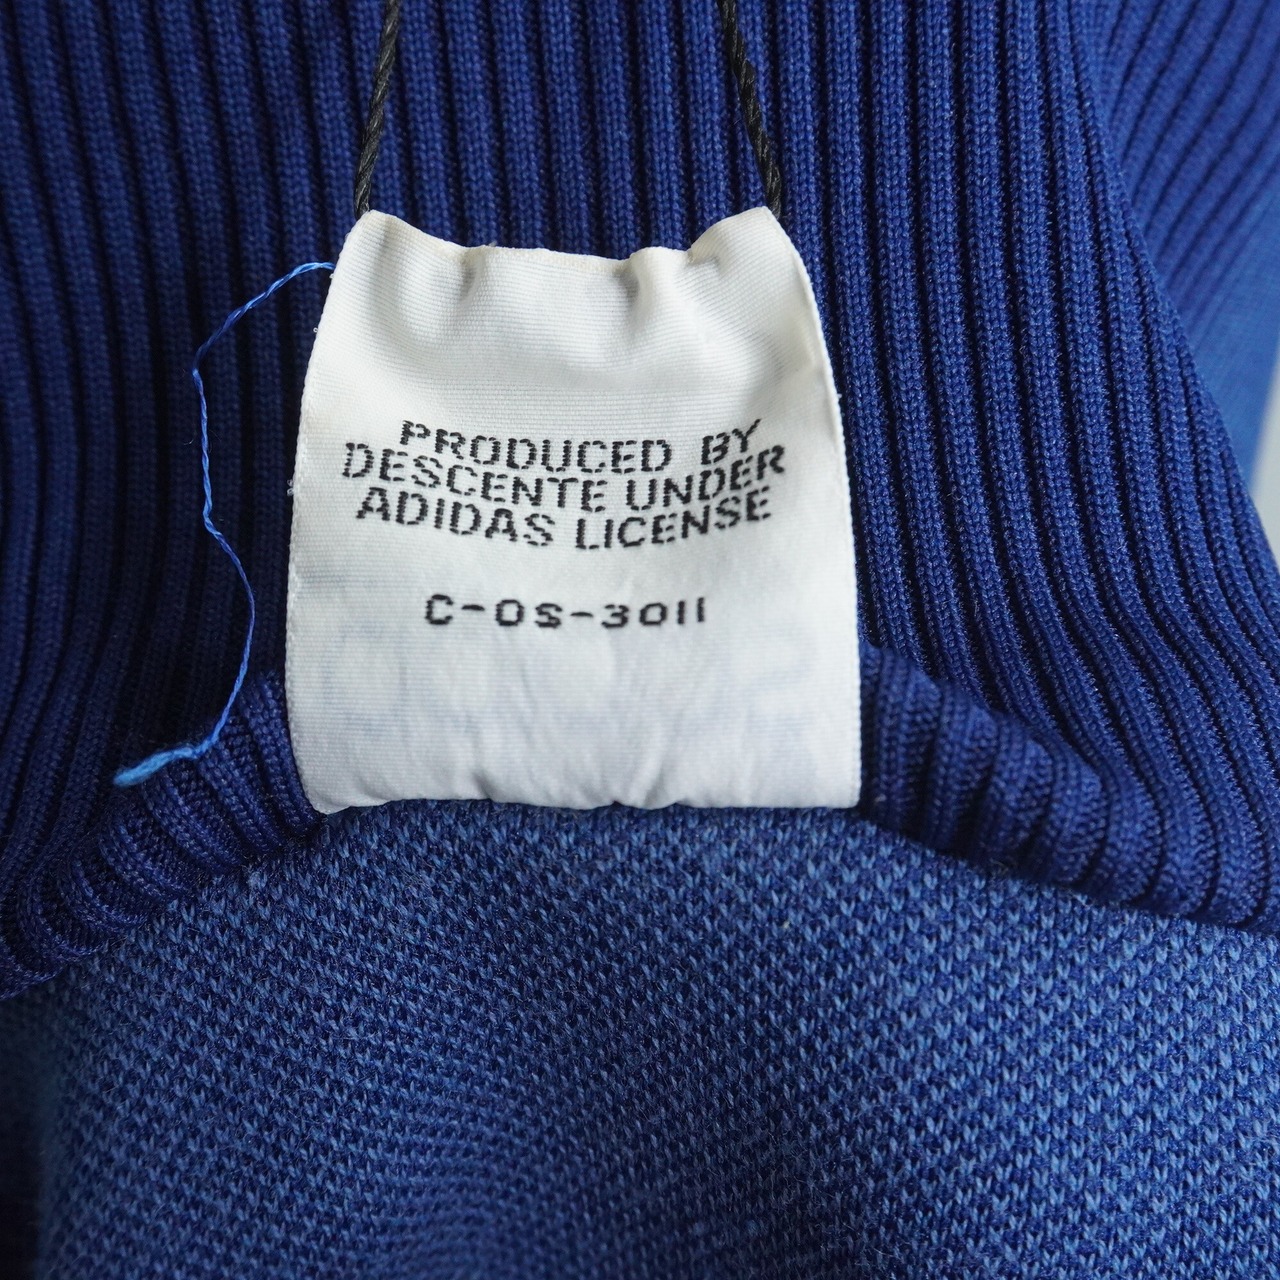 PRODUCED BY
DESCENTE UNDER
ADIDAS LICENSE
C-OS-3011